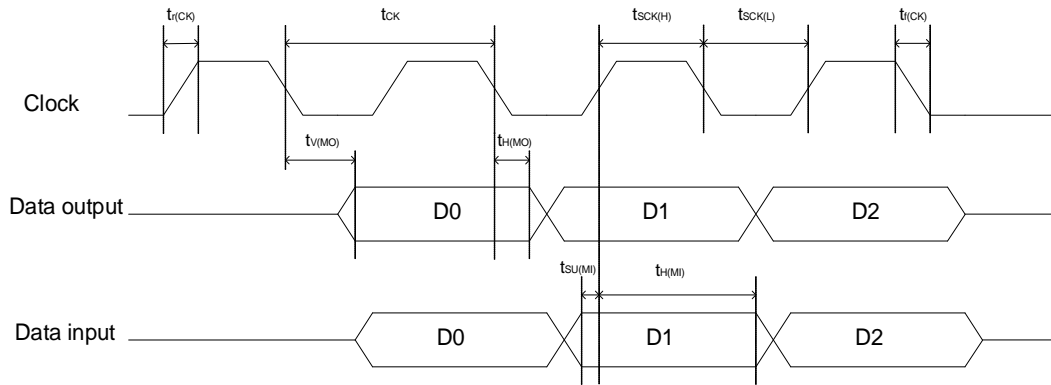 tr(CK) tCK tSCK(H) tSCK(L) tf(CK)
Clock
tV(MO) tH(MO)
Data output D0 D1 D2
tSU(MI) tH(MI)
Data input D0 D1 D2